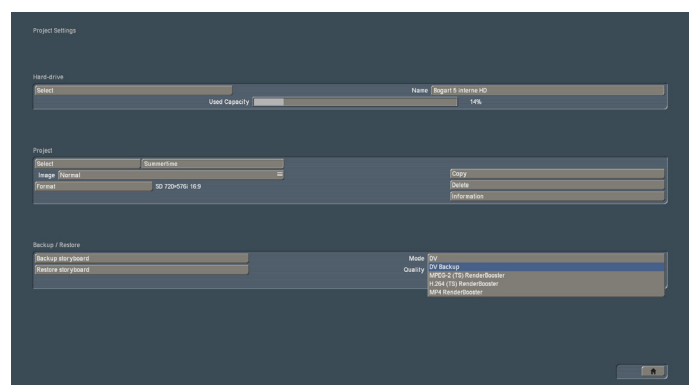 Project Settings
Hard-drive
Select
Name Bogart 5 interne HD
Used Capacity 14%
Project
Select Summertime
Image Normal
Copy
Format SD 720×576i 16:9
Delete
Information
Backup / Restore
Backup storyboard
Mode DV
Restore storyboard
Quality DV Backup
MPEG-2 (TS) RenderBooster
H.264 (TS) RenderBooster
MP4 RenderBooster